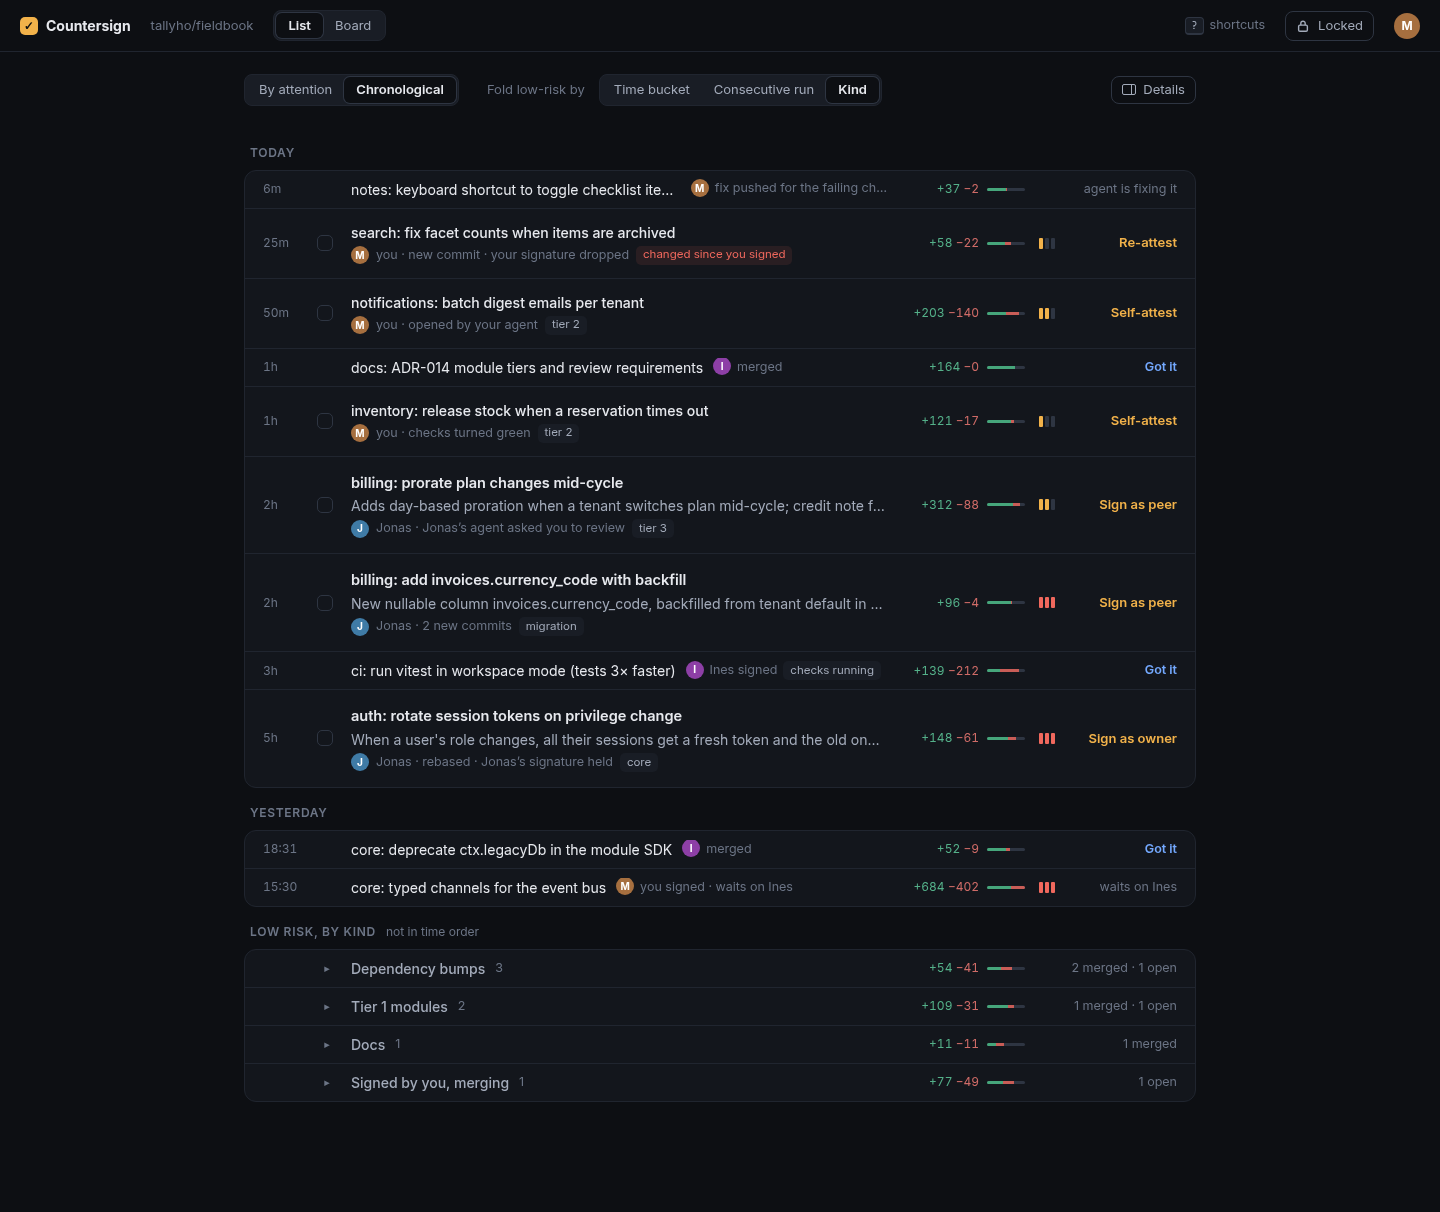 ✓ Countersign tallyho/fieldbook List Board ? shortcuts Locked M
By attention Chronological Fold low-risk by Time bucket Consecutive run Kind Details
TODAY
6m notes: keyboard shortcut to toggle checklist ite… M fix pushed for the failing ch… +37 −2 agent is fixing it
search: fix facet counts when items are archived
25m M you · new commit · your signature dropped changed since you signed +58 −22 Re-attest
notifications: batch digest emails per tenant
50m M you · opened by your agent tier 2 +203 −140 Self-attest
1h docs: ADR-014 module tiers and review requirements I merged +164 −0 Got it
inventory: release stock when a reservation times out
1h M you · checks turned green tier 2 +121 −17 Self-attest
billing: prorate plan changes mid-cycle
2h Adds day-based proration when a tenant switches plan mid-cycle; credit note f… +312 −88 Sign as peer
J Jonas · Jonas’s agent asked you to review tier 3
billing: add invoices.currency_code with backfill
2h New nullable column invoices.currency_code, backfilled from tenant default in … +96 −4 Sign as peer
J Jonas · 2 new commits migration
3h ci: run vitest in workspace mode (tests 3× faster) I Ines signed checks running +139 −212 Got it
auth: rotate session tokens on privilege change
5h When a user's role changes, all their sessions get a fresh token and the old on… +148 −61 Sign as owner
J Jonas · rebased · Jonas’s signature held core
YESTERDAY
18:31 core: deprecate ctx.legacyDb in the module SDK I merged +52 −9 Got it
15:30 core: typed channels for the event bus M you signed · waits on Ines +684 −402 waits on Ines
LOW RISK, BY KIND not in time order
▸ Dependency bumps 3 +54 −41 2 merged · 1 open
▸ Tier 1 modules 2 +109 −31 1 merged · 1 open
▸ Docs 1 +11 −11 1 merged
▸ Signed by you, merging 1 +77 −49 1 open